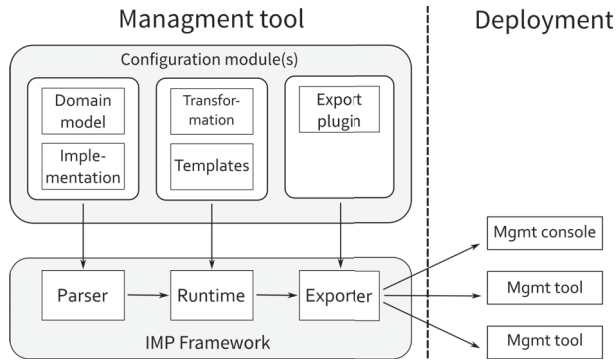 Managment tool
Deployment
Configuration module(s)
Domain
model
Imple-
mentation
Transfor-
mation
Templates
Export
plugin
Parser
Runtime
Exporter
IMP Framework
Mgmt console
Mgmt tool
Mgmt tool